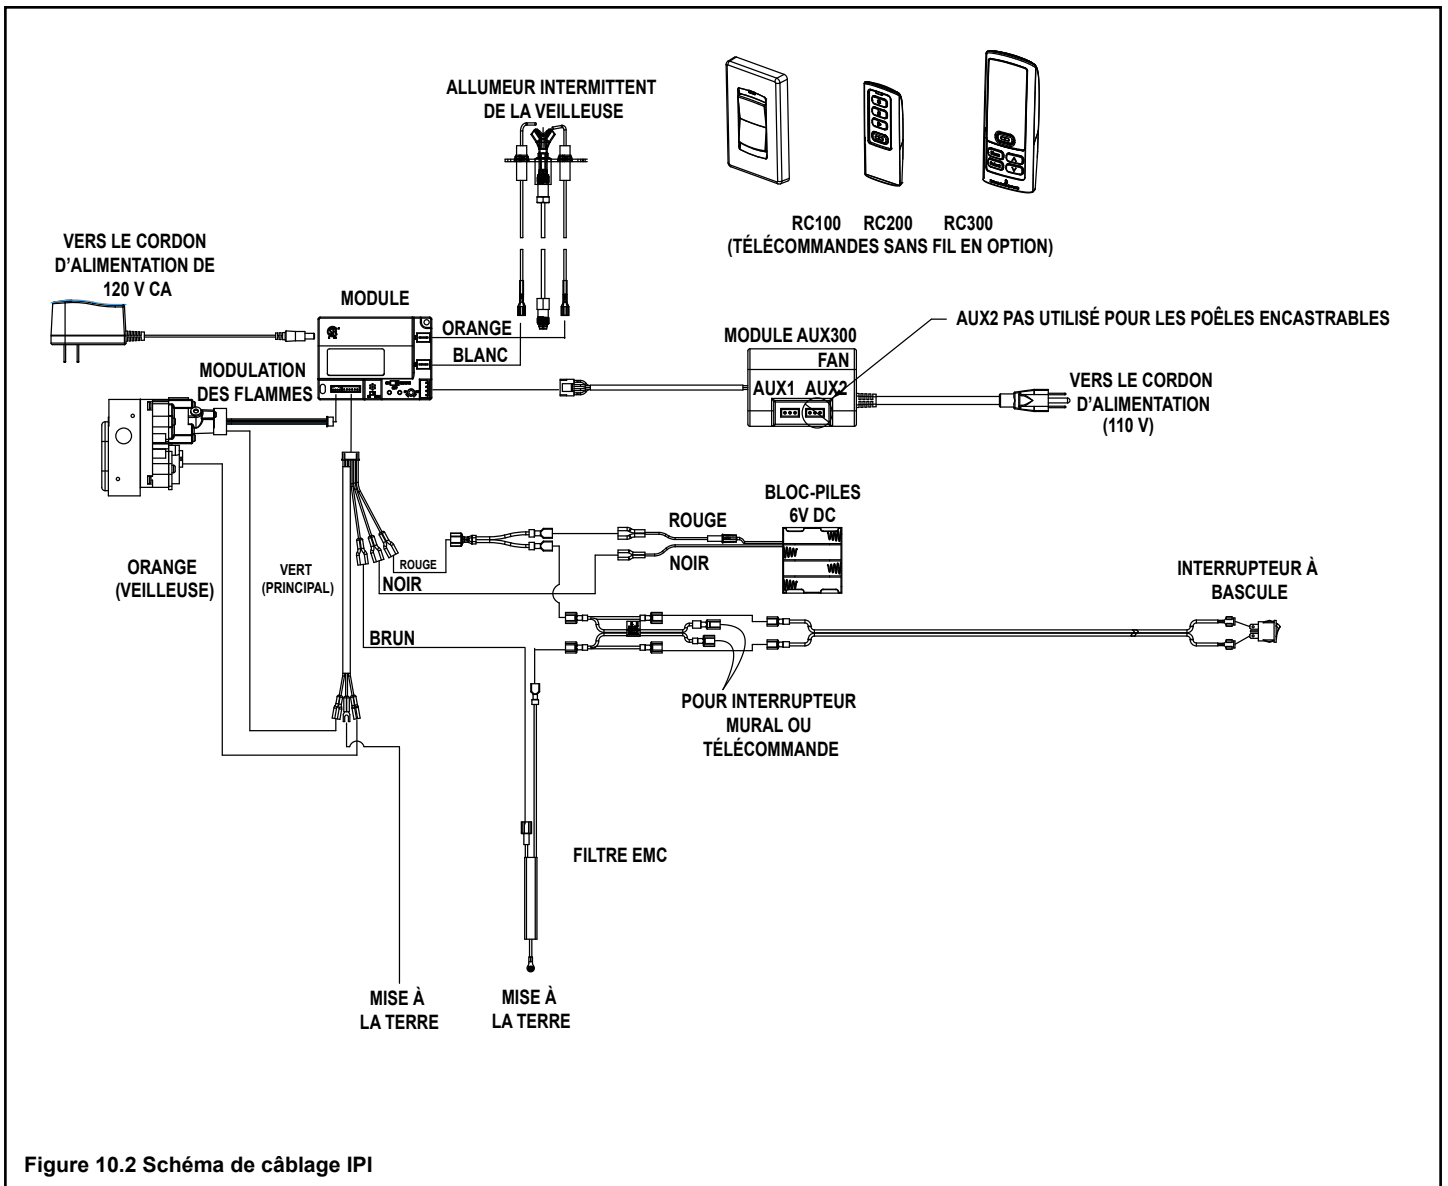 ALLUMEUR INTERMITTENT
DE LA VEILLEUSE
RC100 RC200 RC300
(TÉLÉCOMMANDES SANS FIL EN OPTION)
VERS LE CORDON
D'ALIMENTATION DE
120 V CA
MODULE
ORANGE
BLANC
MODULATION
DES FLAMMES
MODULE AUX300
FAN
AUX1 AUX2
AUX2 PAS UTILISÉ POUR LES POÊLES ENCASTRABLES
VERS LE CORDON
D'ALIMENTATION
(110 V)
BLOC-PILES
6V DC
ROUGE
NOIR
ROUGE
NOIR
ORANGE
(VEILLEUSE)
VERT
(PRINCIPAL)
BRUN
INTERRUPTEUR À
BASCULE
POUR INTERRUPTEUR
MURAL OU
TÉLÉCOMMANDE
FILTRE EMC
MISE À
LA TERRE
MISE À
LA TERRE
Figure 10.2 Schéma de câblage IPI